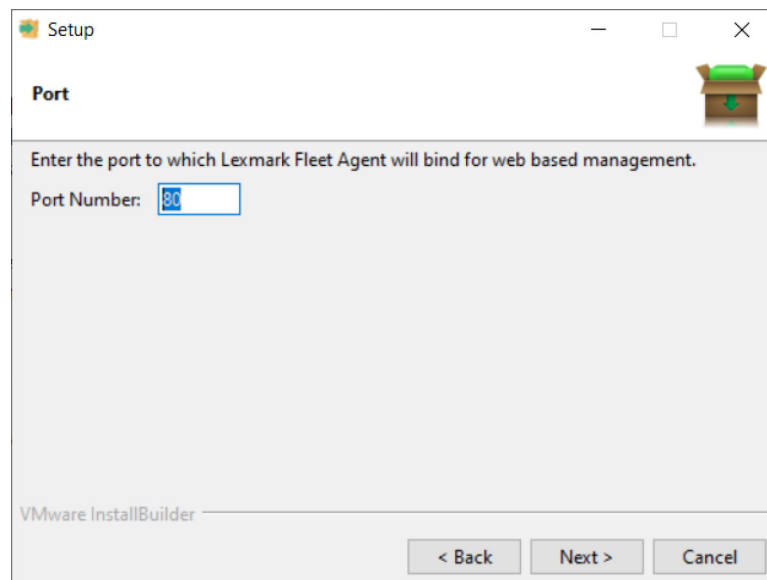 Setup
Port
Enter the port to which Lexmark Fleet Agent will bind for web based management.
Port Number: 80
VMware InstallBuilder
< Back Next > Cancel